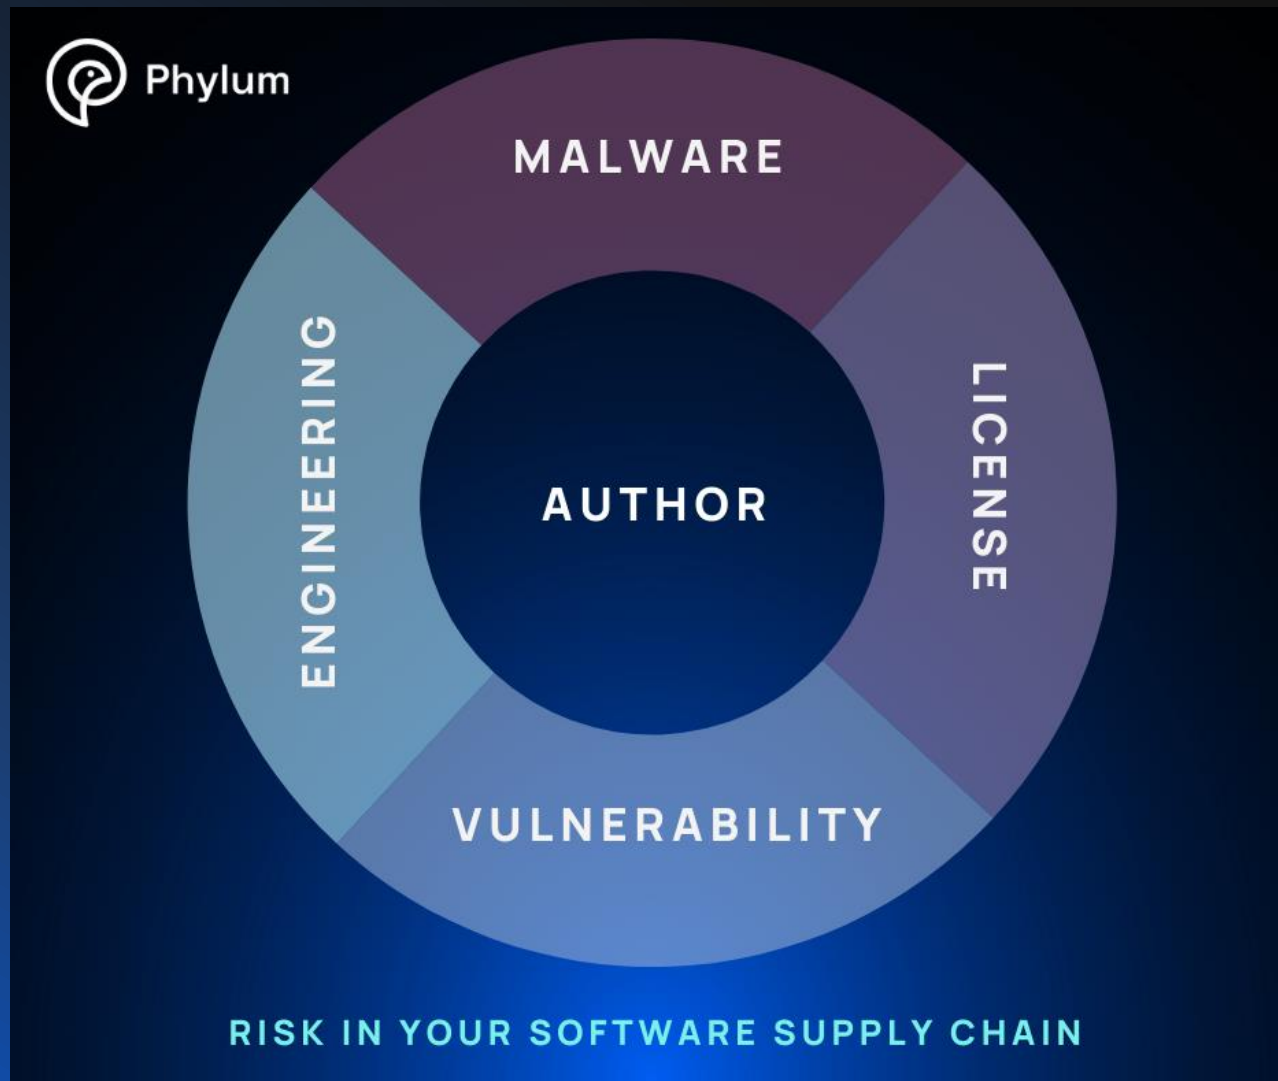 Phylum
MALWARE
ENGINEERING
AUTHOR
LICENSE
VULNERABILITY
RISK IN YOUR SOFTWARE SUPPLY CHAIN